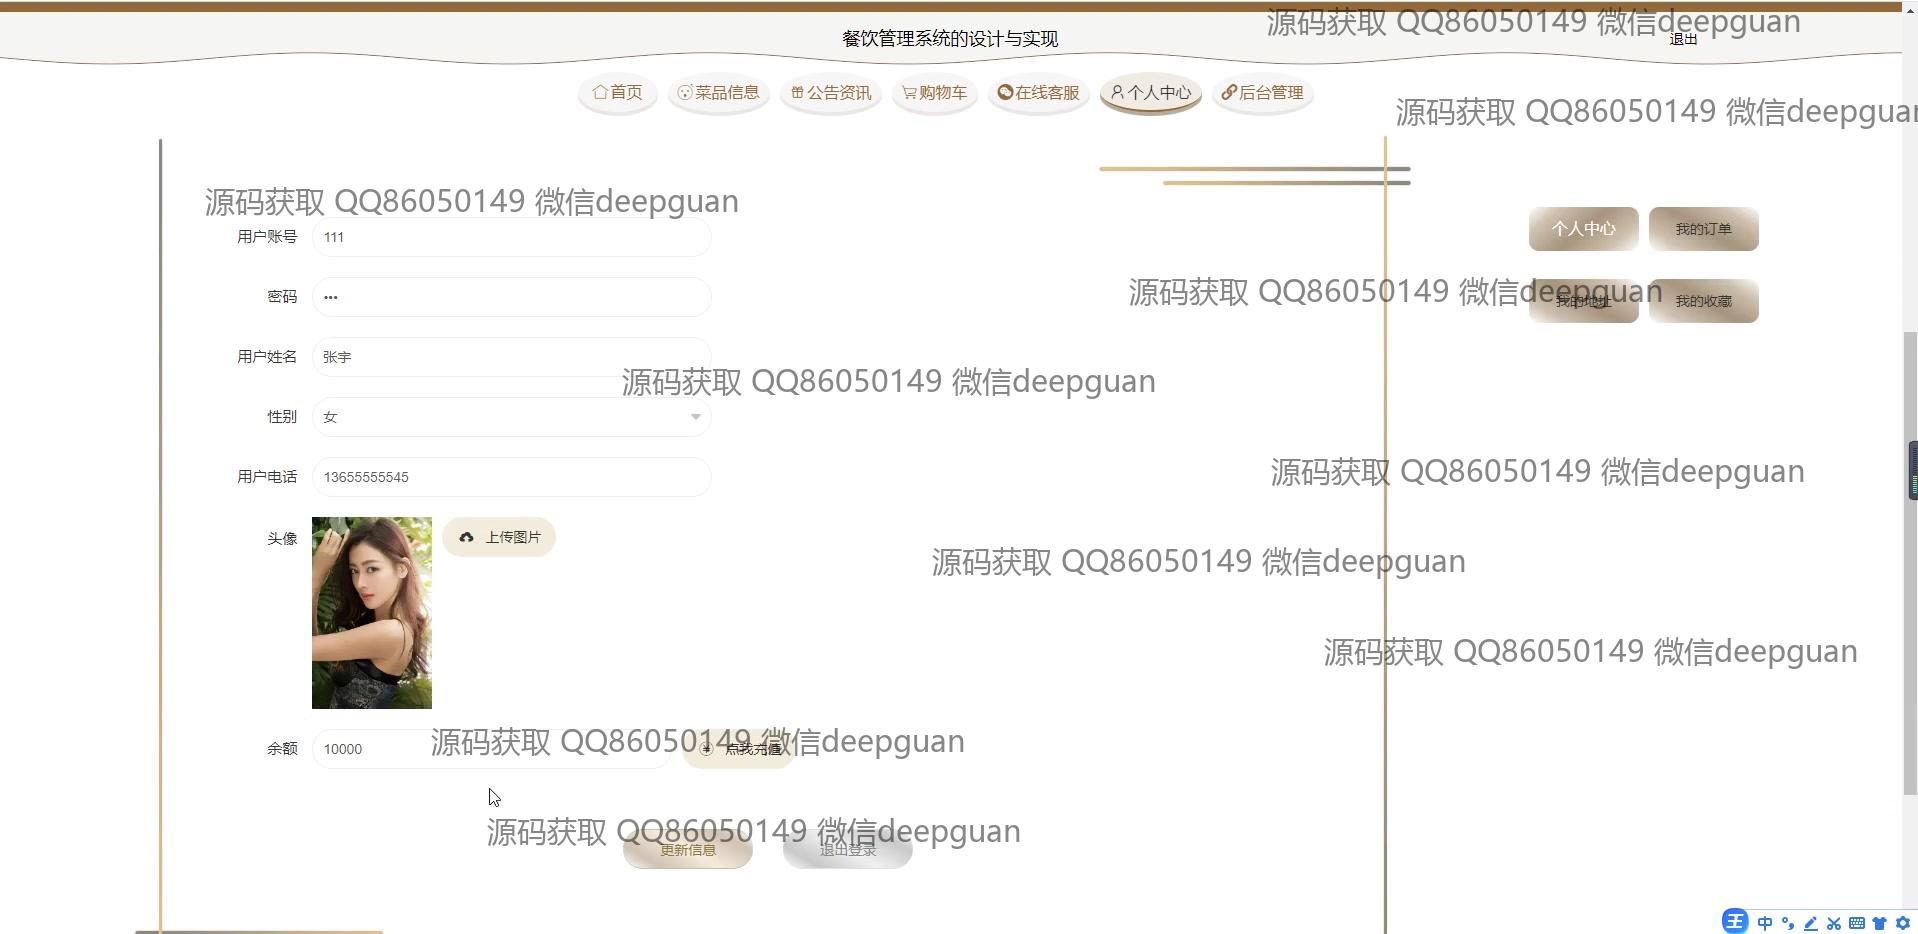 源码获取 QQ86050149 微信deepguan
餐饮管理系统的设计与实现
退出
首页
菜品信息
公告资讯
购物车
在线客服
个人中心
后台管理
源码获取 QQ86050149 微信deepguan
源码获取 QQ86050149 微信deepguan
用户账号 111
个人中心
我的订单
密码 •••
源码获取 QQ86050149 微信deepguan
我的地址
我的收藏
用户姓名 张宇
源码获取 QQ86050149 微信deepguan
性别 女
用户电话 13655555545
源码获取 QQ86050149 微信deepguan
头像
上传图片
源码获取 QQ86050149 微信deepguan
源码获取 QQ86050149 微信deepguan
余额 10000
点我充值
源码获取 QQ86050149 微信deepguan
源码获取 QQ86050149 微信deepguan
更新信息
退出登录
王 中